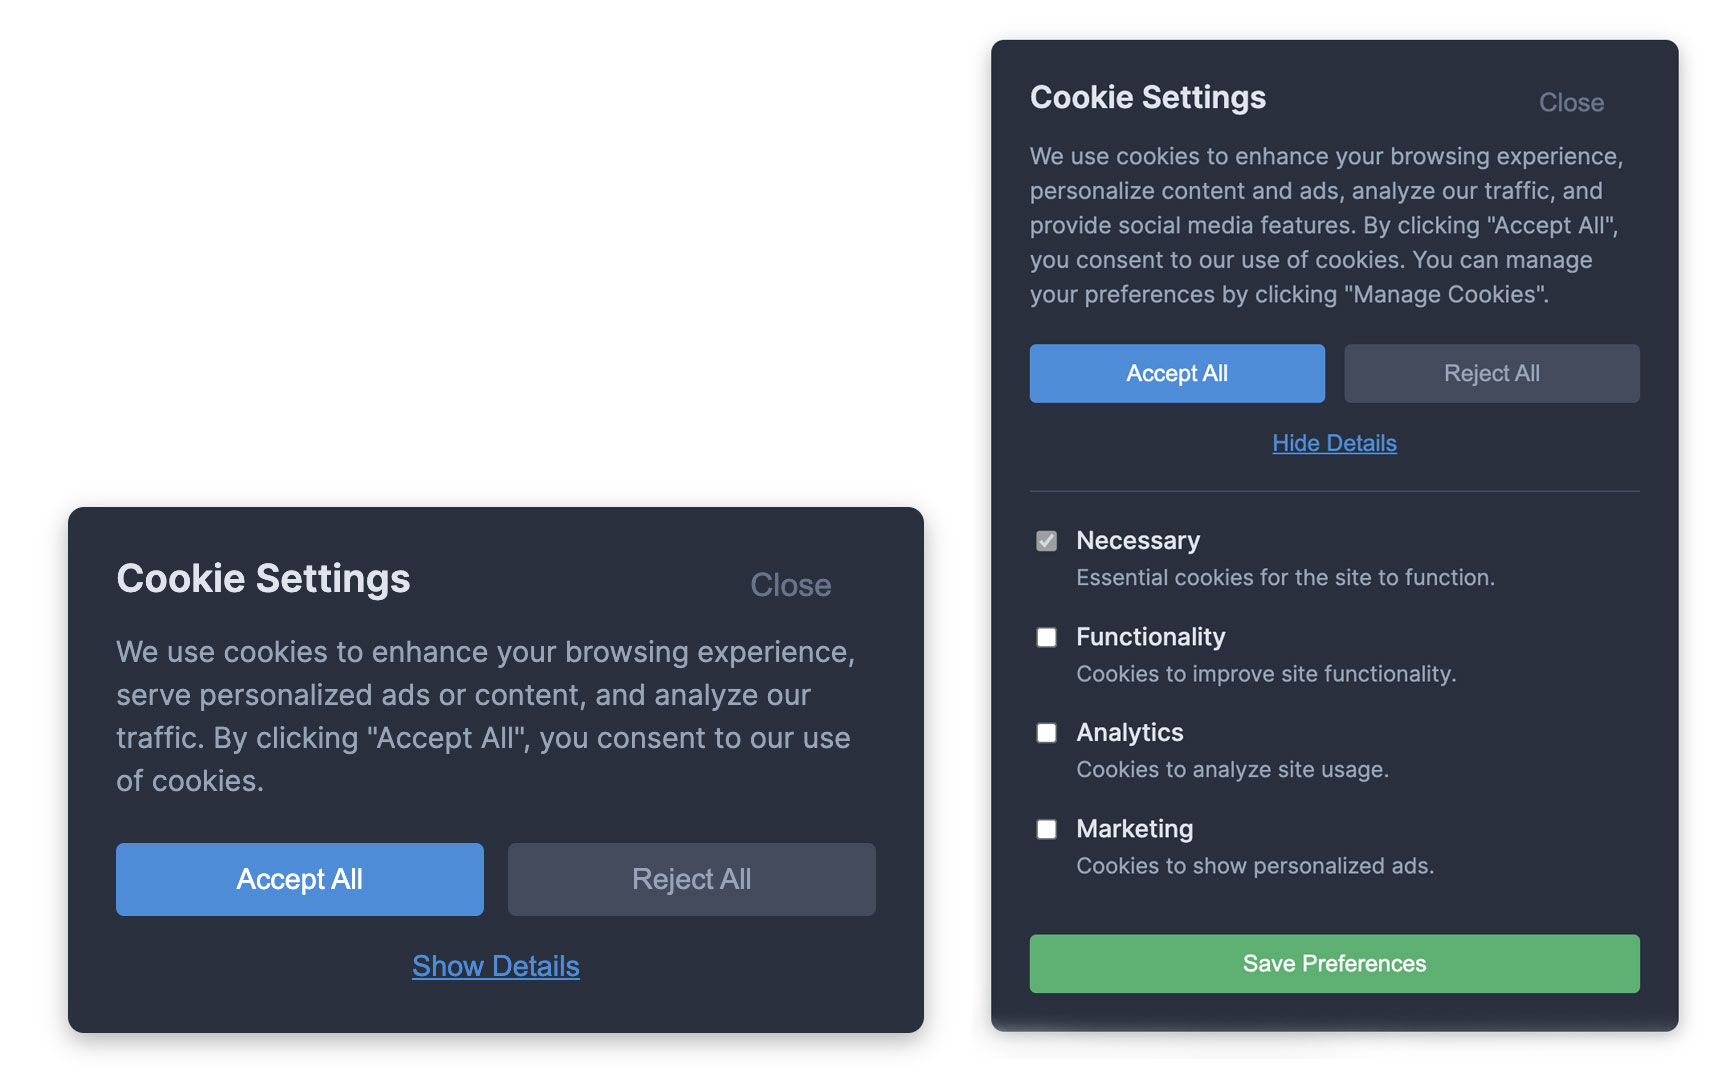 Cookie Settings
Close
We use cookies to enhance your browsing experience,
serve personalized ads or content, and analyze our
traffic. By clicking "Accept All", you consent to our use
of cookies.
Accept All
Reject All
Show Details
Cookie Settings
Close
We use cookies to enhance your browsing experience,
personalize content and ads, analyze our traffic, and
provide social media features. By clicking "Accept All",
you consent to our use of cookies. You can manage
your preferences by clicking "Manage Cookies".
Accept All
Reject All
Hide Details
Necessary
Essential cookies for the site to function.
Functionality
Cookies to improve site functionality.
Analytics
Cookies to analyze site usage.
Marketing
Cookies to show personalized ads.
Save Preferences